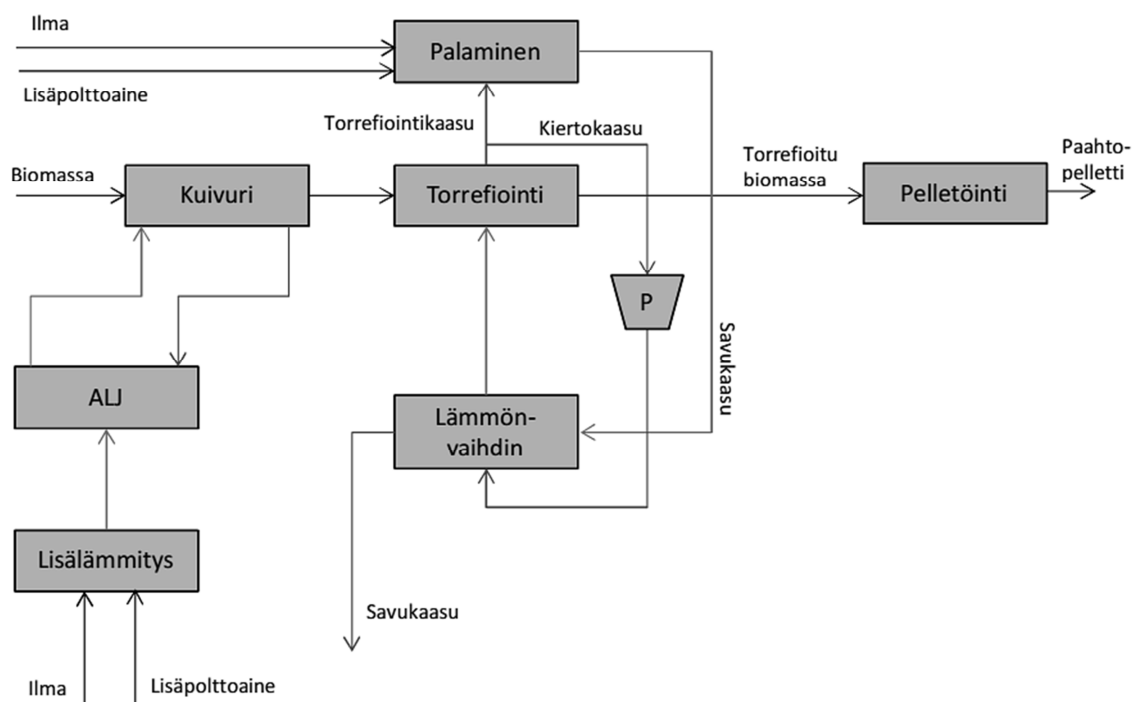 Ilma
Palaminen
Lisäpolttoaine
Torrefiointikaasu
Kiertokaasu
Biomassa
Kuivuri
Torrefiointi
Torrefioitu
biomassa
Pelletöinti
Paahto-
pelletti
P
Savukaasu
ALJ
Lämmön-
vaihdin
Lisälämmitys
Savukaasu
Ilma
Lisäpolttoaine